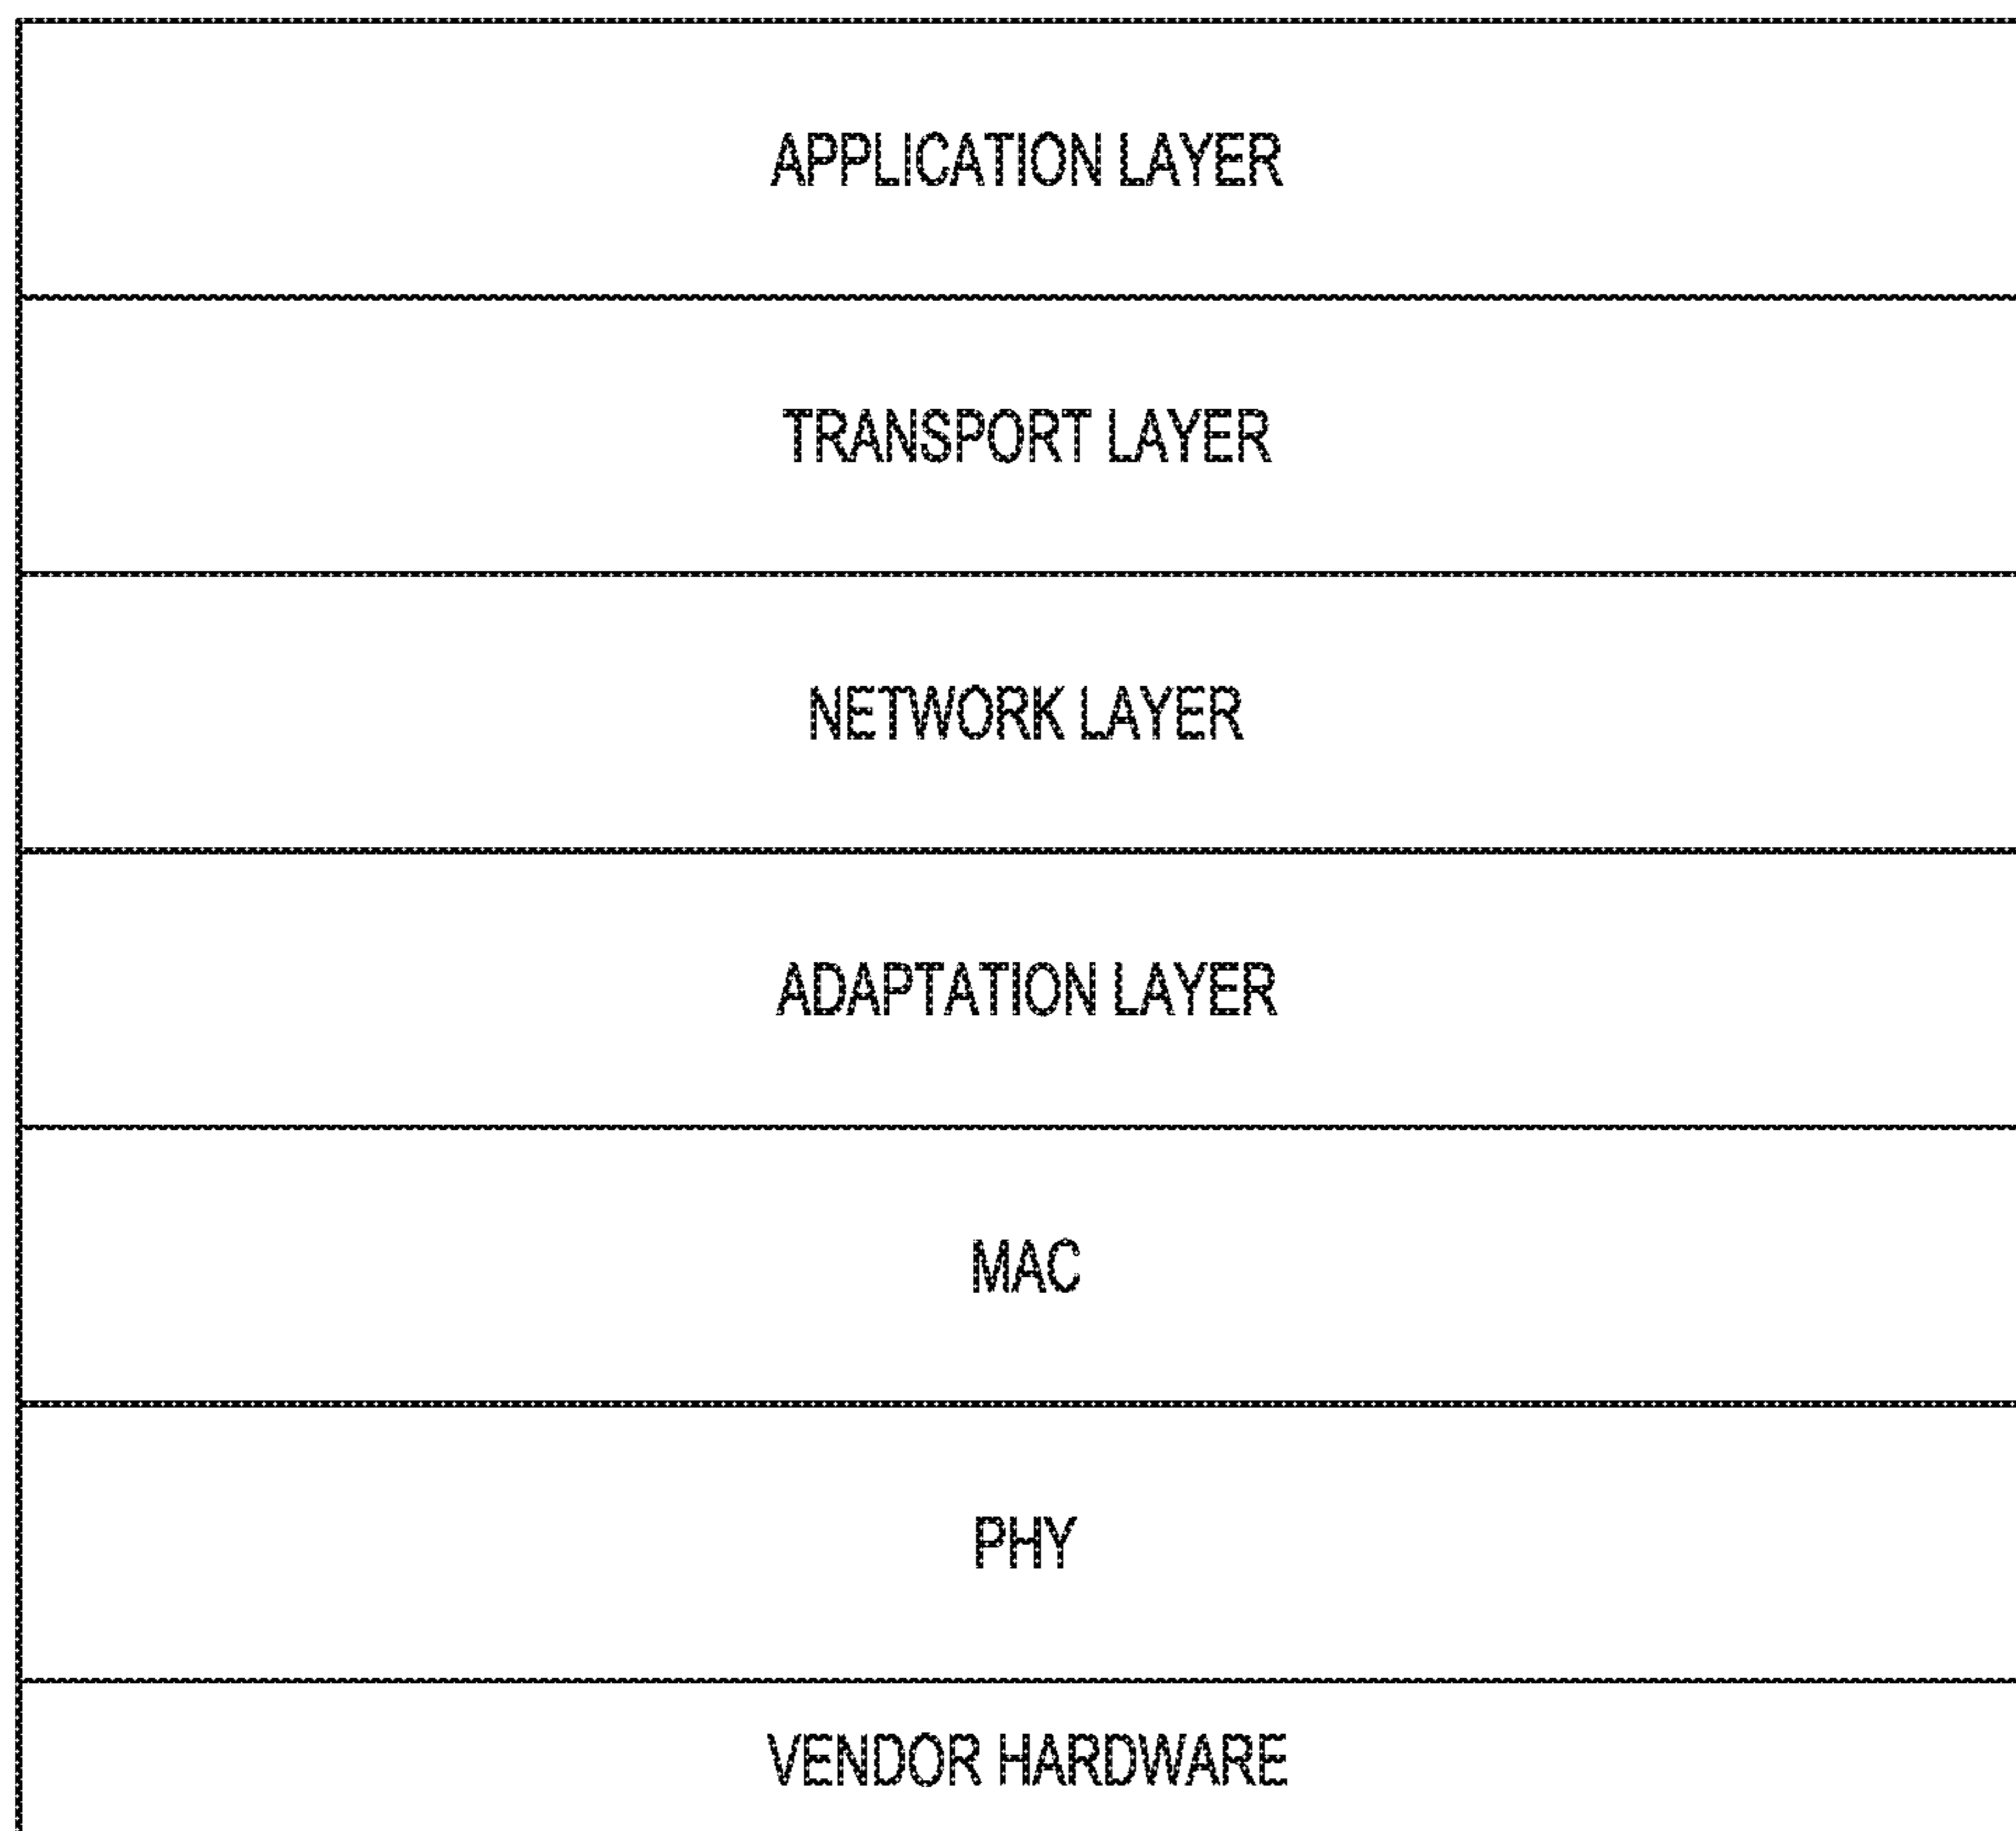 APPLICATION LAYER
TRANSPORT LAYER
NETWORK LAYER
ADAPTATION LAYER
MAC
PHY
VENDOR HARDWARE